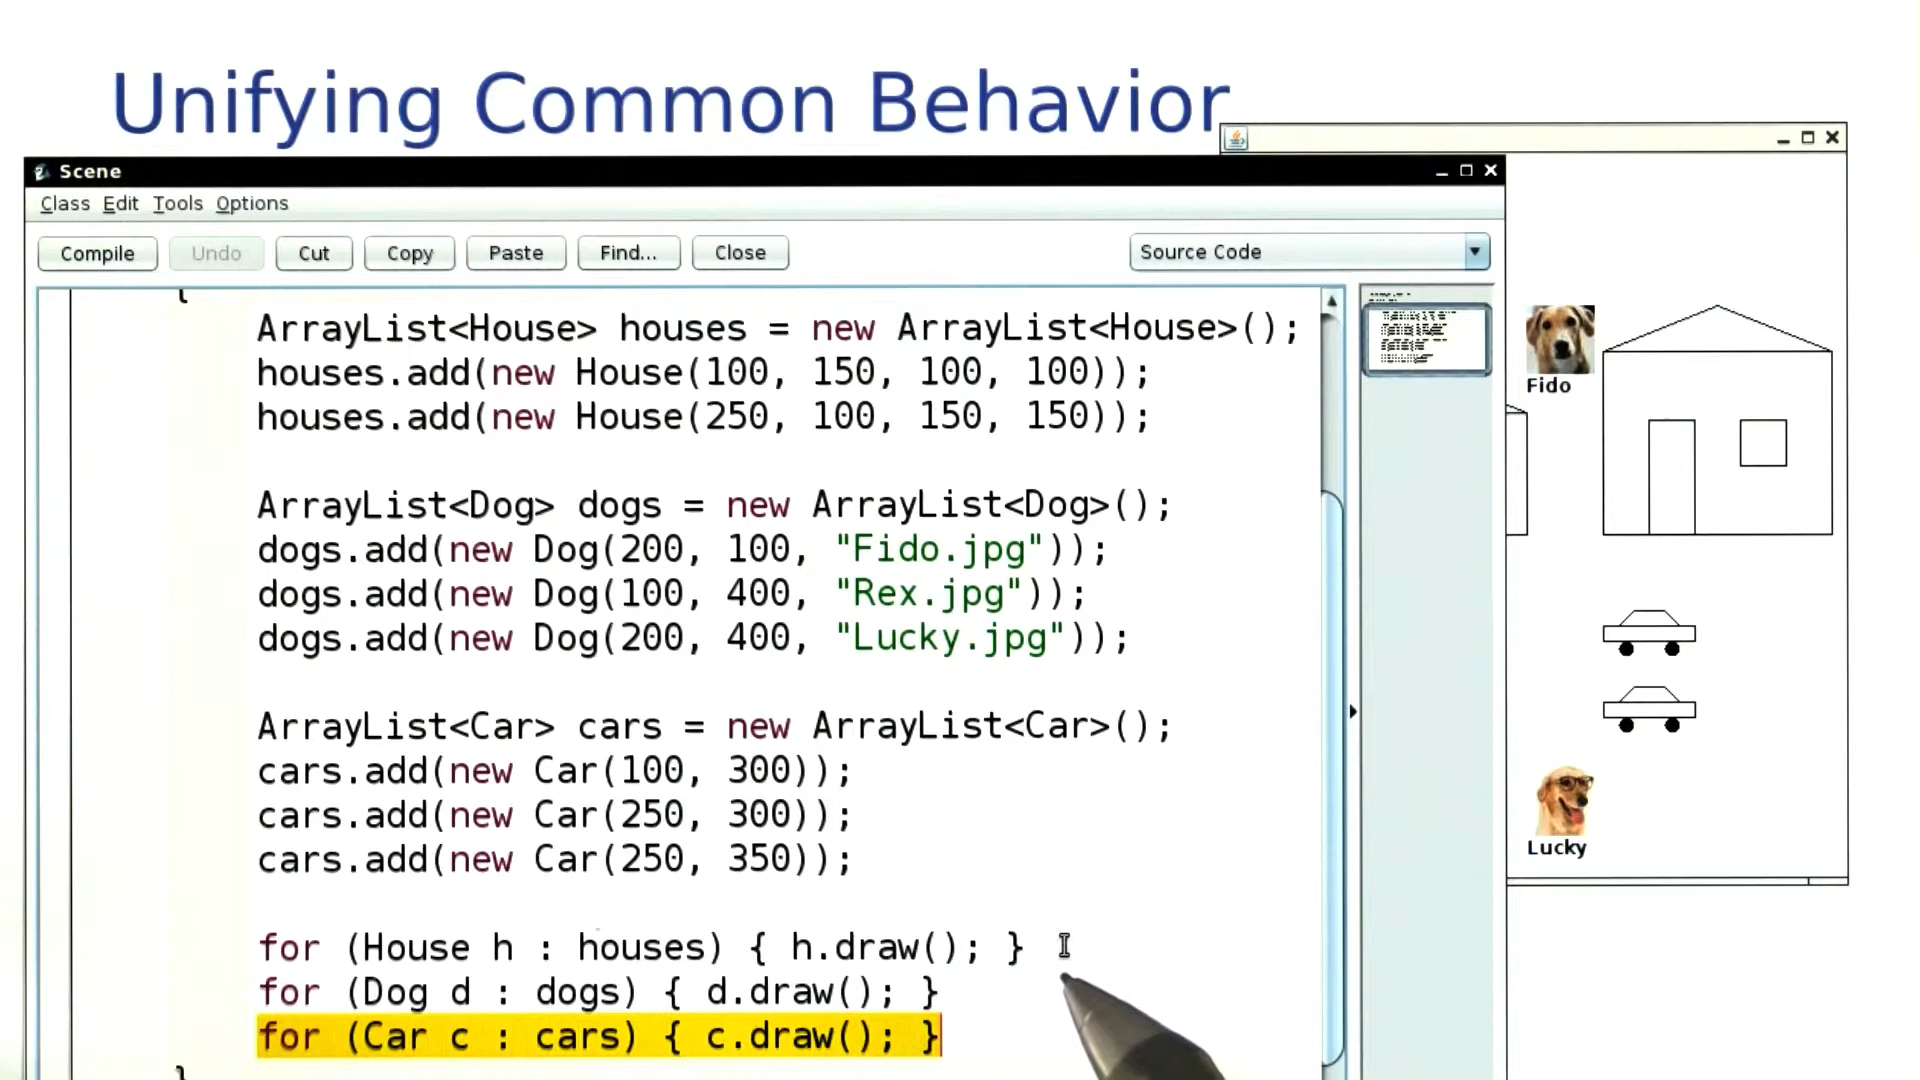 Unifying Common Behavior
Scene
Class Edit Tools Options
Compile Undo Cut Copy Paste Find... Close Source Code
{
ArrayList<House> houses = new ArrayList<House>();
houses.add(new House(100, 150, 100, 100));
houses.add(new House(250, 100, 150, 150));
ArrayList<Dog> dogs = new ArrayList<Dog>();
dogs.add(new Dog(200, 100, "Fido.jpg"));
dogs.add(new Dog(100, 400, "Rex.jpg"));
dogs.add(new Dog(200, 400, "Lucky.jpg"));
ArrayList<Car> cars = new ArrayList<Car>();
cars.add(new Car(100, 300));
cars.add(new Car(250, 300));
cars.add(new Car(250, 350));
for (House h : houses) { h.draw(); }
for (Dog d : dogs) { d.draw(); }
for (Car c : cars) { c.draw(); }
}
Fido
Lucky